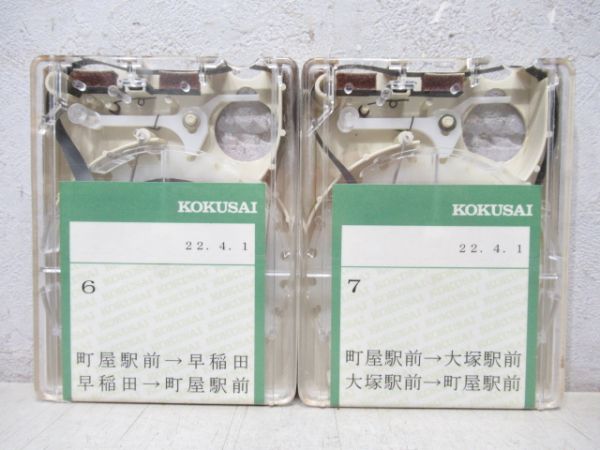 KOKUSAI
22. 4. 1
6
町屋駅前→早稲田
早稲田→町屋駅前
KOKUSAI
22. 4. 1
7
町屋駅前→大塚駅前
大塚駅前→町屋駅前